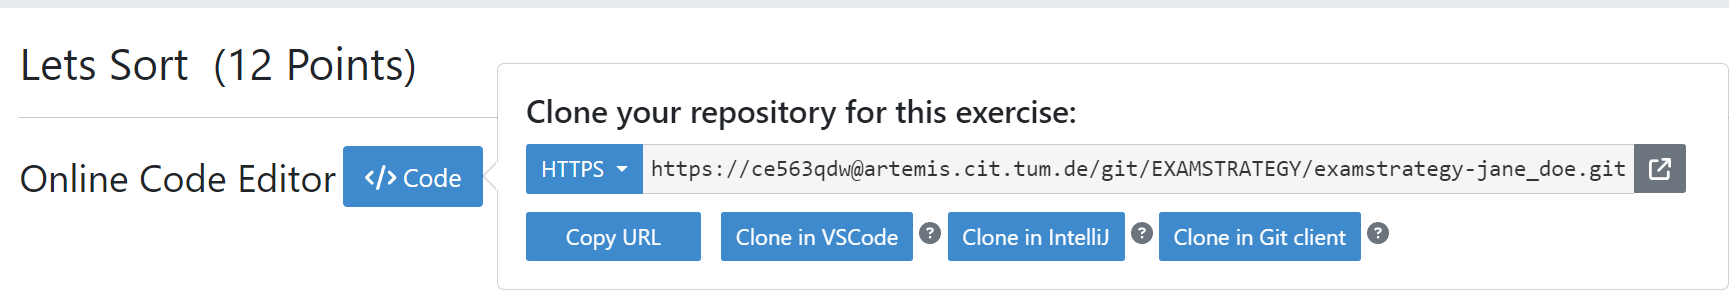 Lets Sort (12 Points)
Online Code Editor
</> Code
Clone your repository for this exercise:
HTTPS
https://ce563qdw@artemis.cit.tum.de/git/EXAMSTRATEGY/examstrategy-jane_doe.git
Copy URL
Clone in VSCode ?
Clone in IntelliJ ?
Clone in Git client ?